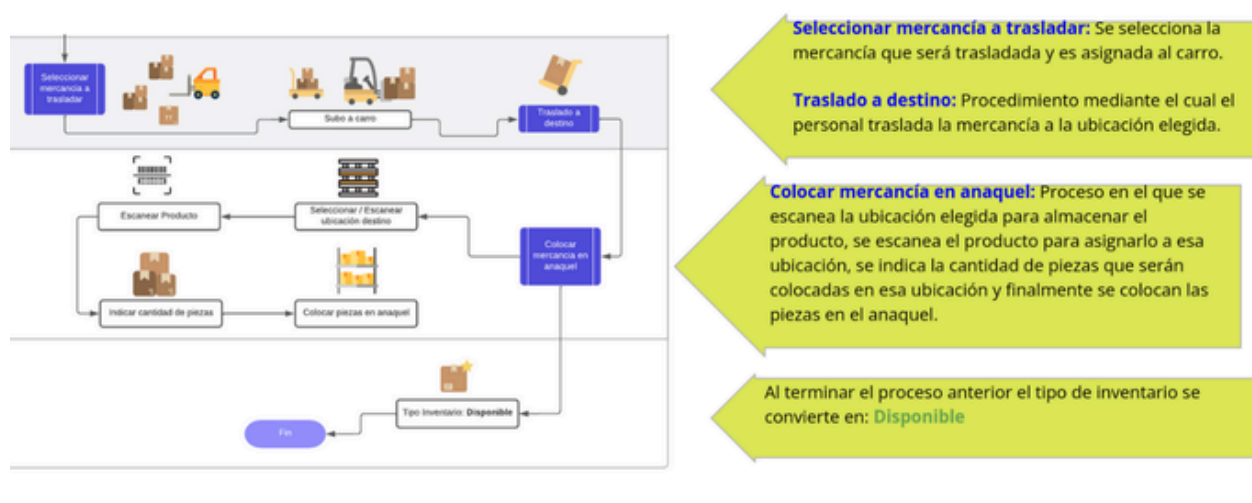 Seleccionar
mercancia a
trasladar
Subo a carro
Traslado a
destino
Escanear Producto
Seleccionar / Escanear
ubicación destino
Colocar
mercancia en
anaquel
Indicar cantidad de piezas
Colocar piezas en anaquel
Tipo Inventario: Disponible
Fin
Seleccionar mercancía a trasladar: Se selecciona la
mercancía que será trasladada y es asignada al carro.
Traslado a destino: Procedimiento mediante el cual el
personal traslada la mercancía a la ubicación elegida.
Colocar mercancía en anaquel: Proceso en el que se
escanea la ubicación elegida para almacenar el
producto, se escanea el producto para asignarlo a esa
ubicación, se indica la cantidad de piezas que serán
colocadas en esa ubicación y finalmente se colocan las
piezas en el anaquel.
Al terminar el proceso anterior el tipo de inventario se
convierte en: Disponible